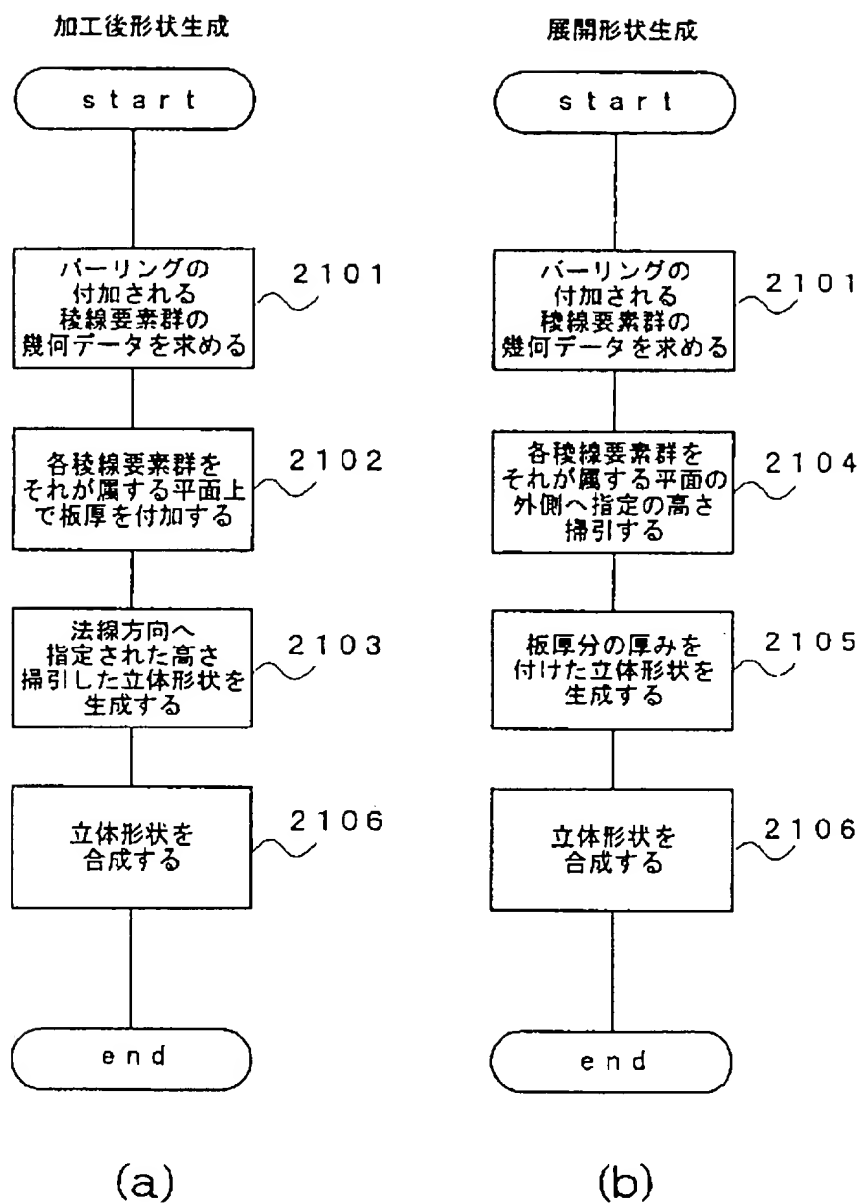 加工後形状生成
start
バーリングの
付加される
稜線要素群の
幾何データを求める
2101
各稜線要素群を
それが属する平面上
で板厚を付加する
2102
法線方向へ
指定された高さ
掃引した立体形状を
生成する
2103
立体形状を
合成する
2106
end
(a)
展開形状生成
start
バーリングの
付加される
稜線要素群の
幾何データを求める
2101
各稜線要素群を
それが属する平面の
外側へ指定の高さ
掃引する
2104
板厚分の厚みを
付けた立体形状を
生成する
2105
立体形状を
合成する
2106
end
(b)